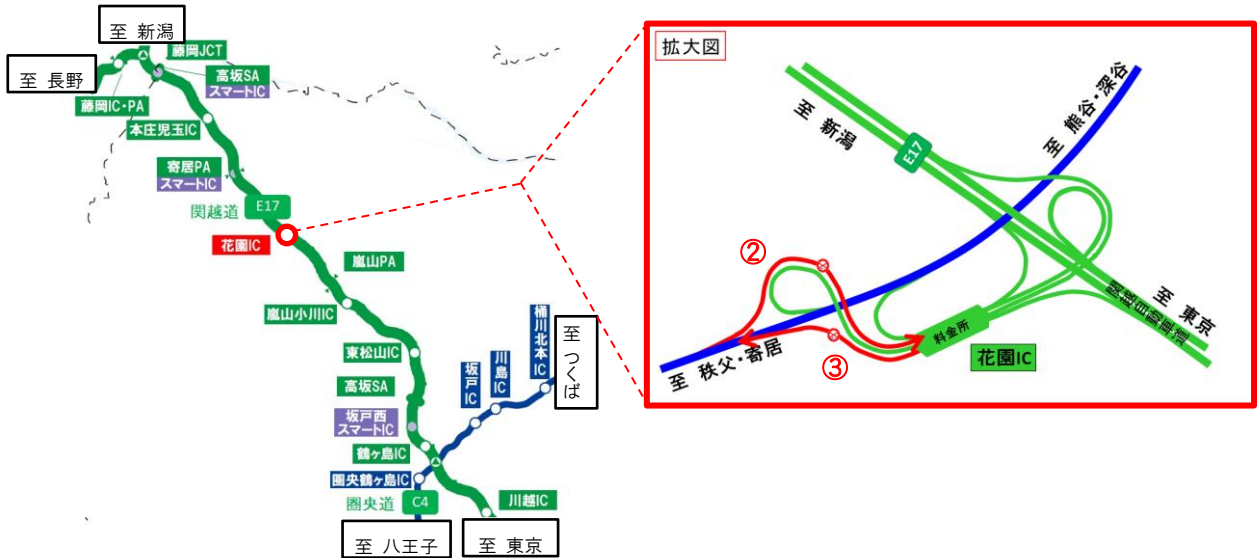 至 新潟
藤岡JCT
至 長野
高坂SA
スマートIC
藤岡IC・PA
本庄児玉IC
寄居PA
スマートIC
関越道
E17
花園IC
嵐山PA
嵐山小川IC
東松山IC
高坂SA
坂戸西
スマートIC
鶴ヶ島IC
圏央鶴ヶ島IC
圏央道
C4
川越IC
坂戸IC
川島IC
桶川北本IC
至 つくば
至 八王子
至 東京
拡大図
至 新潟
E17
至 熊谷・深谷
②
③
至 秩父・寄居
料金所
花園IC
至 東京
関越自動車道